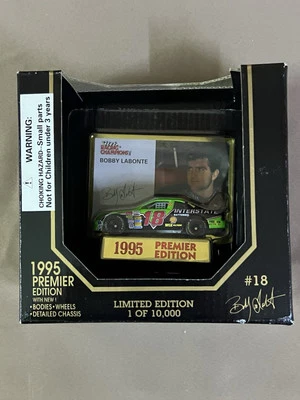 WARNING:
CHOKING HAZARD-Small parts
Not for Children under 3 years
RACING
CHAMPIONS
BOBBY LABONTE
18
INTERSTATE
1995 PREMIER
EDITION
1995
PREMIER
EDITION
WITH NEW!
•BODIES •WHEELS
•DETAILED CHASSIS
LIMITED EDITION
1 OF 10,000
#18